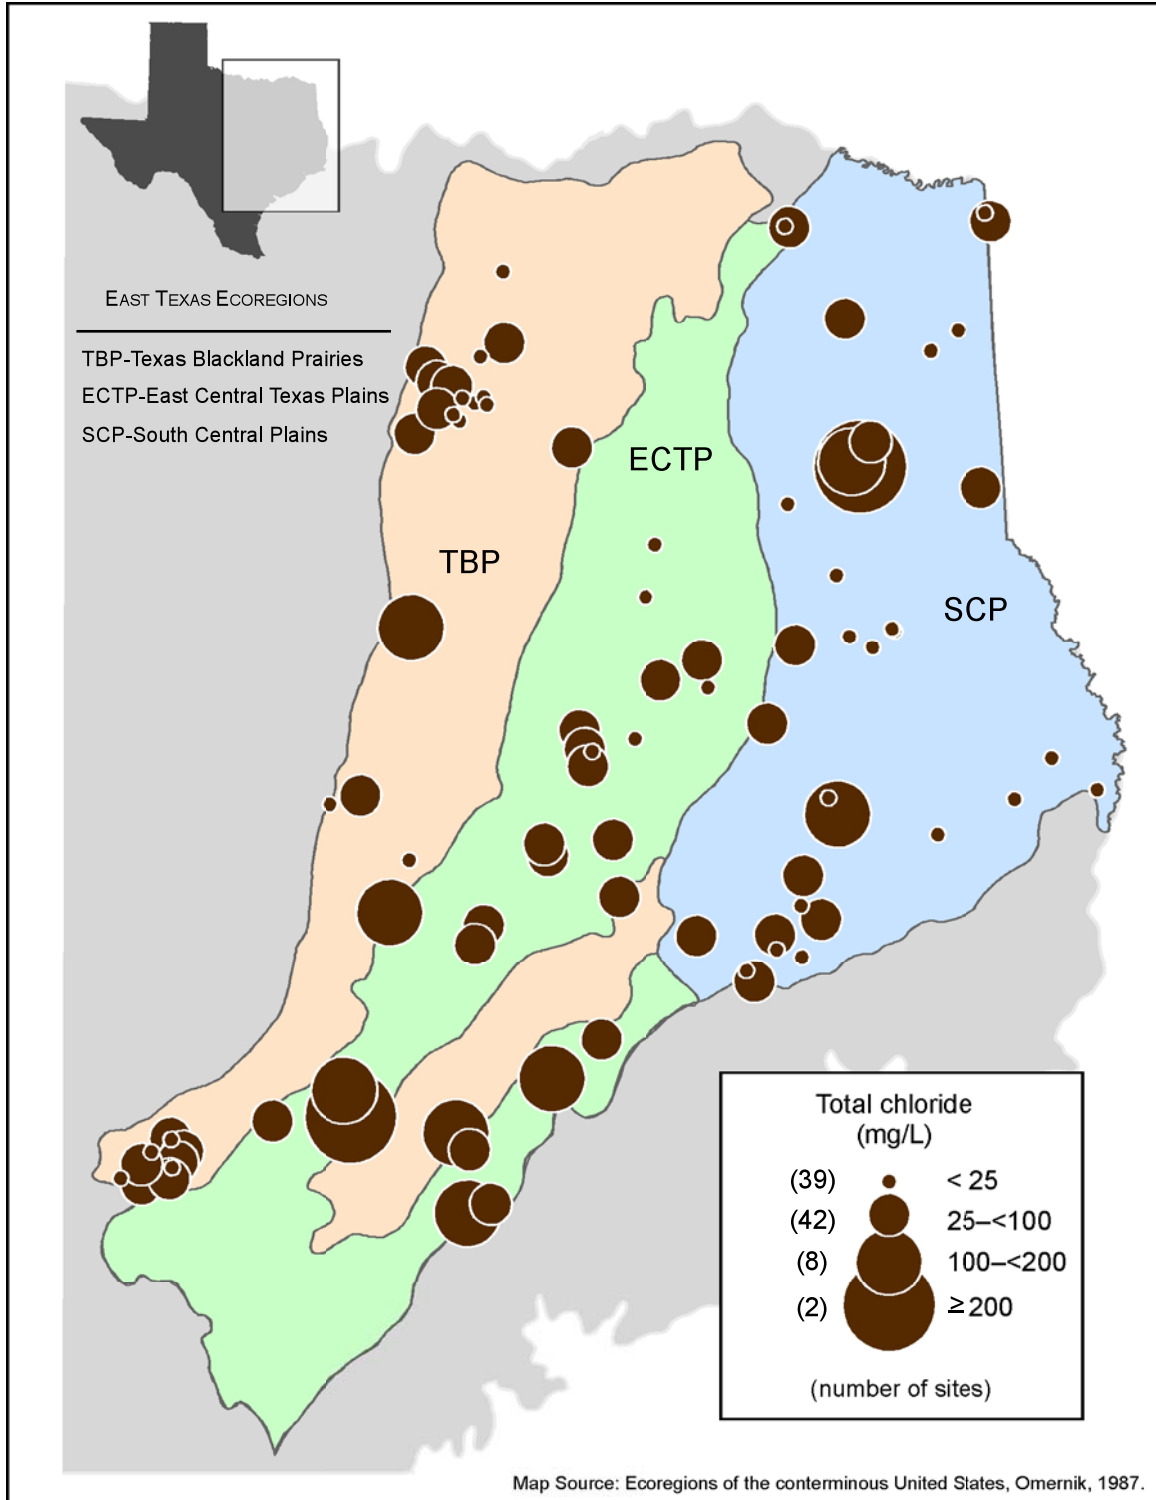 EAST TEXAS ECOREGIONS
TBP-Texas Blackland Prairies
ECTP-East Central Texas Plains
SCP-South Central Plains
ECTP
TBP
SCP
Total chloride
(mg/L)
(39) < 25
(42) 25–<100
(8) 100–<200
(2) ≥200
(number of sites)
Map Source: Ecoregions of the conterminous United States, Omernik, 1987.